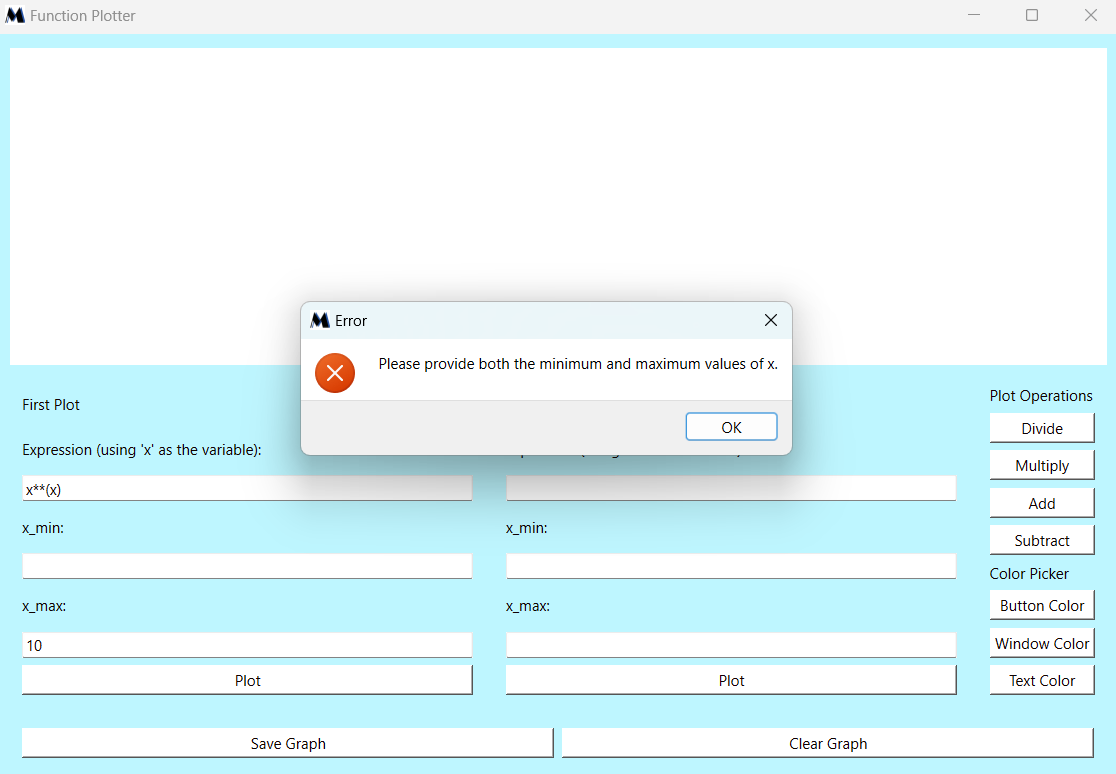 Function Plotter
Error
Please provide both the minimum and maximum values of x.
OK
First Plot
Expression (using 'x' as the variable):
x**(x)
x_min:
x_max:
10
Plot
x_min:
x_max:
Plot
Plot Operations
Divide
Multiply
Add
Subtract
Color Picker
Button Color
Window Color
Text Color
Save Graph
Clear Graph